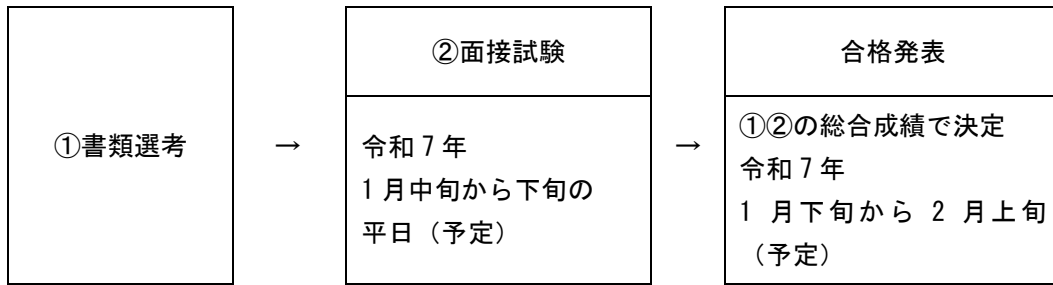 ①書類選考
→
②面接試験
令和7年
1月中旬から下旬の
平日（予定）
→
合格発表
①②の総合成績で決定
令和7年
1 月下旬から 2 月上旬
（予定）